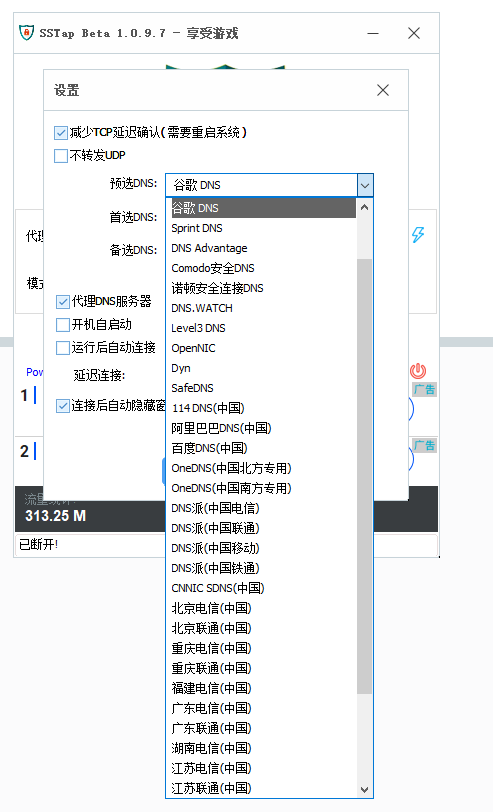 SSTap Beta 1.0.9.7 - 享受游戏
设置
减少TCP延迟确认(需要重启系统)
不转发UDP
预选DNS: 谷歌 DNS
谷歌 DNS
首选DNS:
Sprint DNS
代理
备选DNS:
DNS Advantage
Comodo安全DNS
模式
诺顿安全连接DNS
代理DNS服务器
DNS.WATCH
开机自启动
Level3 DNS
运行后自动连接
OpenNIC
Pow
延迟连接:
Dyn
1
广告
SafeDNS
连接后自动隐藏窗
114 DNS(中国)
阿里巴巴DNS(中国)
2
广告
百度DNS(中国)
OneDNS(中国北方专用)
OneDNS(中国南方专用)
流量统计:
DNS派(中国电信)
313.25 M
DNS派(中国联通)
已断开!
DNS派(中国移动)
DNS派(中国铁通)
CNNIC SDNS(中国)
北京电信(中国)
北京联通(中国)
重庆电信(中国)
重庆联通(中国)
福建电信(中国)
广东电信(中国)
广东联通(中国)
湖南电信(中国)
江苏电信(中国)
江苏联通(中国)